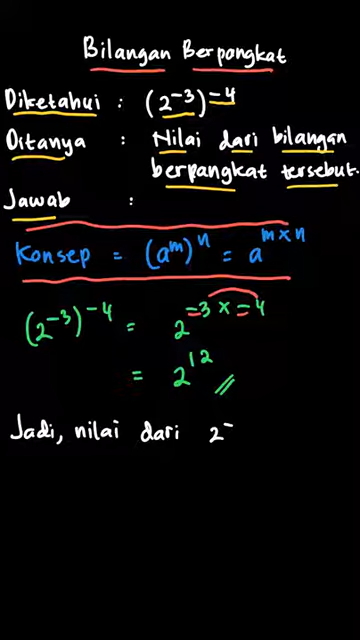 Bilangan Berpangkat
Diketahui : (2⁻³)⁻⁴
Ditanya : Nilai dari bilangan
berpangkat tersebut.
Jawab :
Konsep = (aᵐ)ⁿ = aᵐˣⁿ
(2⁻³)⁻⁴ = 2⁻³ ˣ ⁻⁴
= 2¹² //
Jadi, nilai dari 2⁻